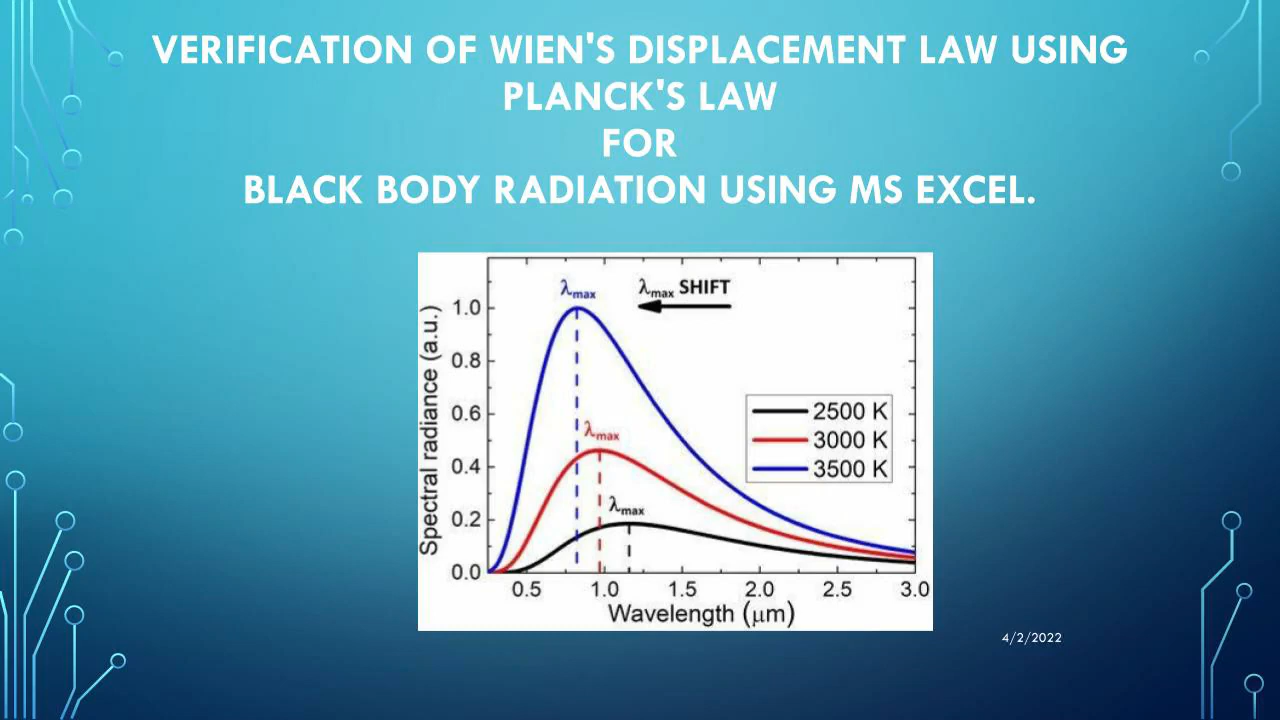 VERIFICATION OF WIEN'S DISPLACEMENT LAW USING
PLANCK'S LAW
FOR
BLACK BODY RADIATION USING MS EXCEL.
λmax
λmax SHIFT
1.0
0.8
0.6
0.4
0.2
0.0
Spectral radiance (a.u.)
λmax
λmax
2500 K
3000 K
3500 K
0.5 1.0 1.5 2.0 2.5 3.0
Wavelength (μm)
4/2/2022